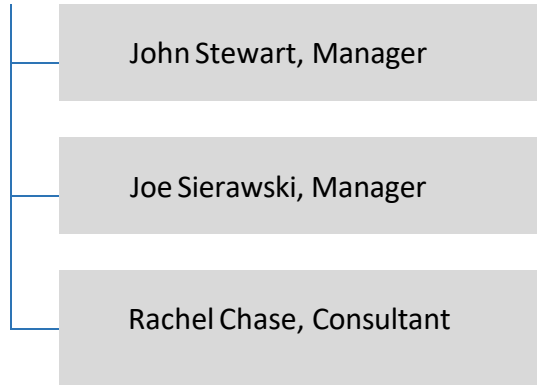 John Stewart, Manager
Joe Sierawski, Manager
Rachel Chase, Consultant